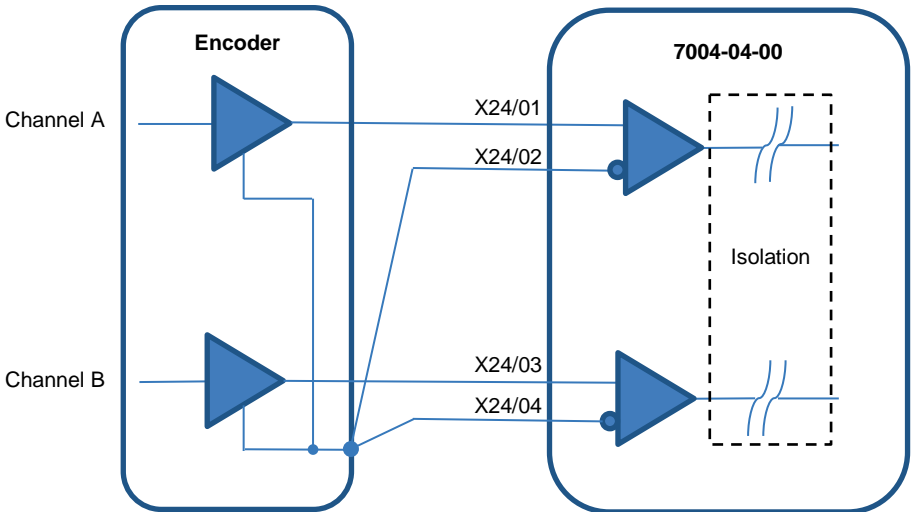 Encoder
7004-04-00
Channel A
X24/01
X24/02
Isolation
Channel B
X24/03
X24/04